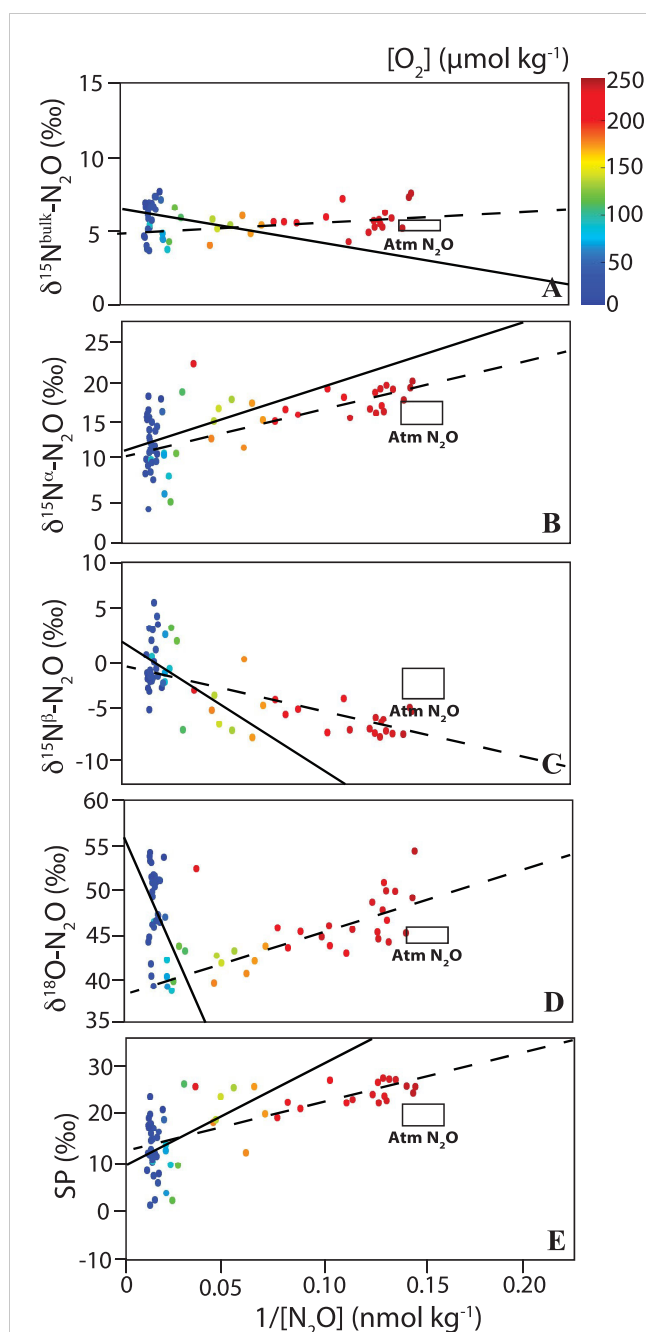 [O₂] (μmol kg⁻¹)
250
200
150
100
50
0
δ¹⁵Nᵇᵘˡᵏ-N₂O (‰)
15
10
5
0
Atm N₂O
A
δ¹⁵Nᵅ-N₂O (‰)
25
20
15
10
5
0
Atm N₂O
B
δ¹⁵Nᵝ-N₂O (‰)
10
5
0
-5
-10
Atm N₂O
C
δ¹⁸O-N₂O (‰)
60
55
50
45
40
35
Atm N₂O
D
SP (‰)
30
20
10
0
-10
Atm N₂O
E
0 0.05 0.10 0.15 0.20
1/[N₂O] (nmol kg⁻¹)